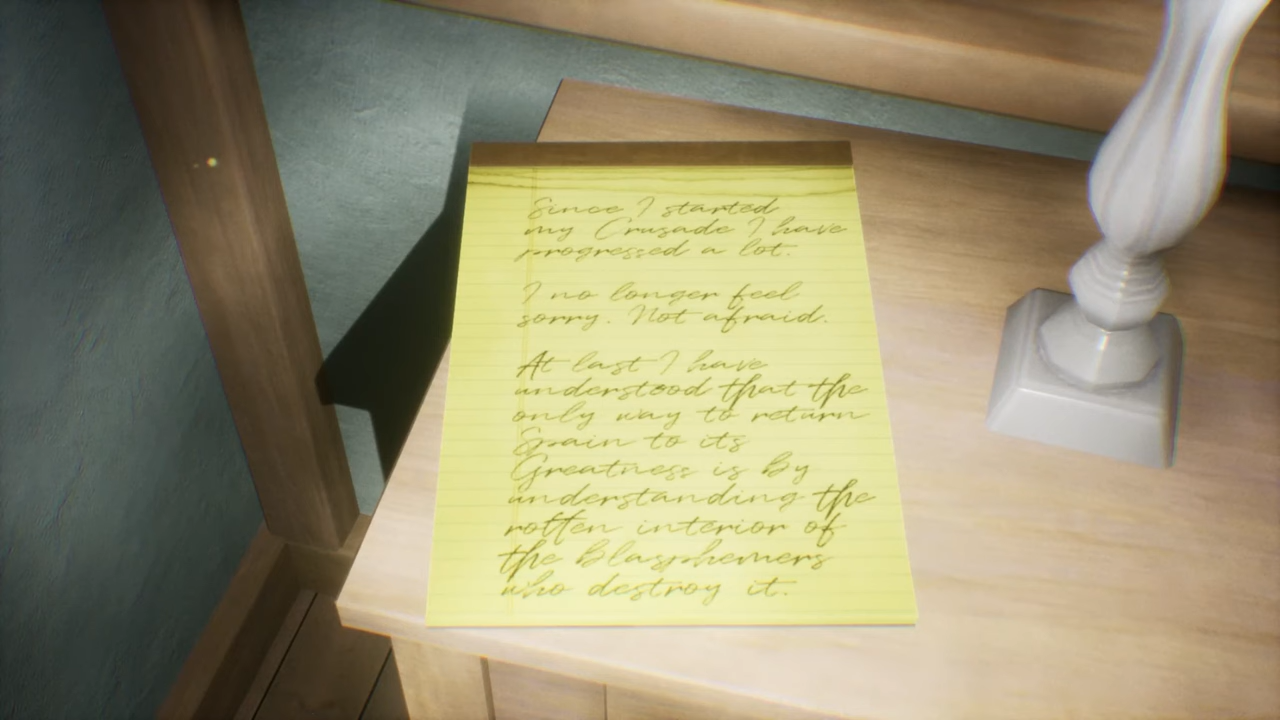 Since I started
my Crusade I have
progressed a lot.
I no longer feel
sorry. Not afraid.
At last I have
understood that the
only way to return
Spain to its
Greatness is by
understanding the
rotten interior of
the Blasphemers
who destroy it.